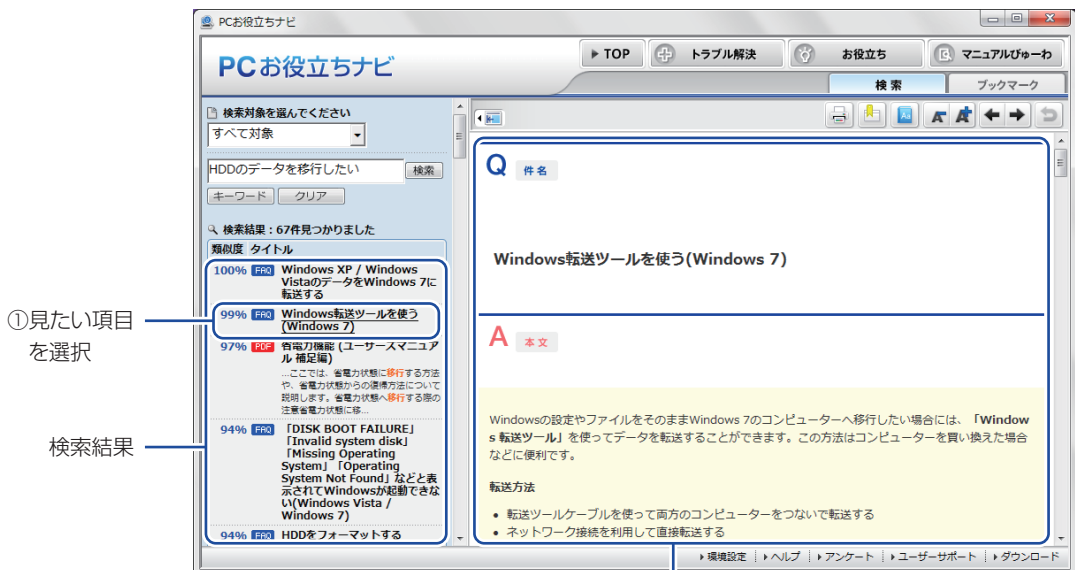 PCお役立ちナビ
PCお役立ちナビ
TOP
トラブル解決
お役立ち
マニュアルびゅーわ
検索
ブックマーク
検索対象を選んでください
すべて対象
HDDのデータを移行したい
検索
キーワード
クリア
検索結果：67件見つかりました
類似度 タイトル
100% FAQ Windows XP / Windows
VistaのデータをWindows 7に
転送する
99% FAQ Windows転送ツールを使う
(Windows 7)
97% PDF 省電力機能 (ユーザーズマニュア
ル 補足編)
...ここでは、省電力状態に移行する方法
や、省電力状態からの復帰方法について
説明します。省電力状態へ移行する際の
注意省電力状態に移...
94% FAQ 「DISK BOOT FAILURE」
「Invalid system disk」
「Missing Operating
System」「Operating
System Not Found」などと表
示されてWindowsが起動できな
い(Windows Vista /
Windows 7)
94% FAQ HDDをフォーマットする
①見たい項目
を選択
検索結果
Aa
A
A
Q 件名
Windows転送ツールを使う(Windows 7)
A 本文
Windowsの設定やファイルをそのままWindows 7のコンピューターへ移行したい場合には、「Window
s 転送ツール」を使ってデータを転送することができます。この方法はコンピューターを買い換えた場合
などに便利です。
転送方法
• 転送ツールケーブルを使って両方のコンピューターをつないで転送する
• ネットワーク接続を利用して直接転送する
環境設定
ヘルプ
アンケート
ユーザーサポート
ダウンロード